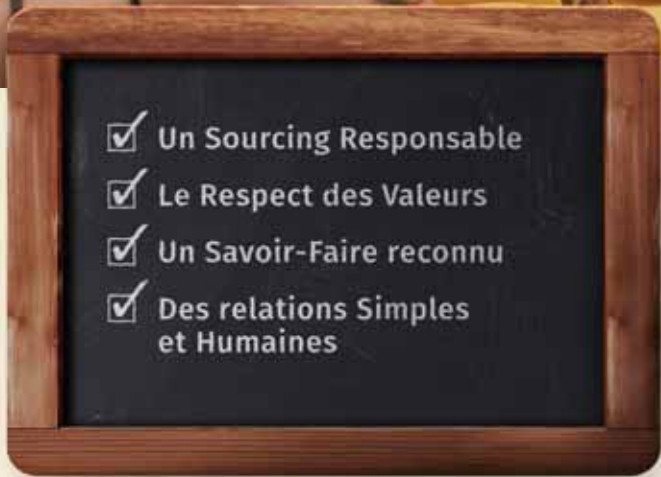 Un Sourcing Responsable
Le Respect des Valeurs
Un Savoir-Faire reconnu
Des relations Simples
et Humaines